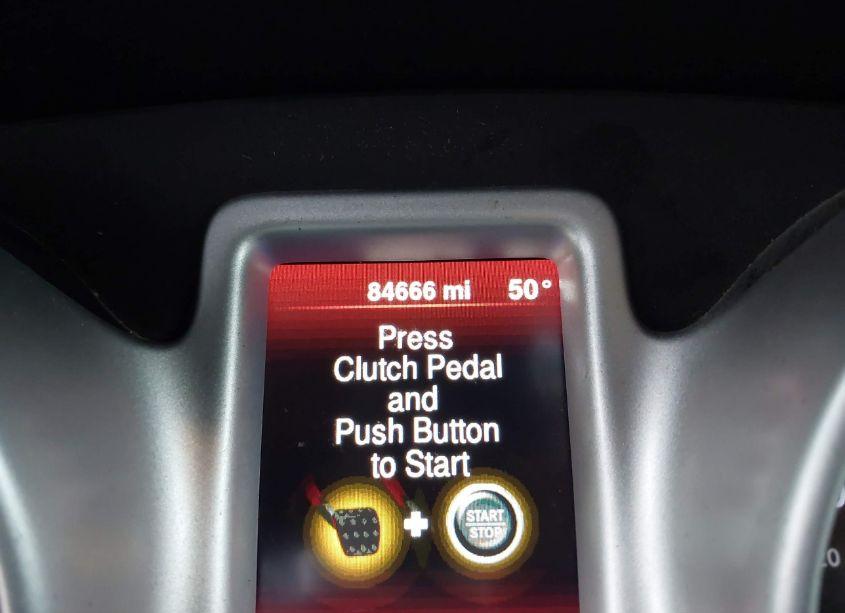 84666 mi 50°
Press
Clutch Pedal
and
Push Button
to Start
+
START
STOP